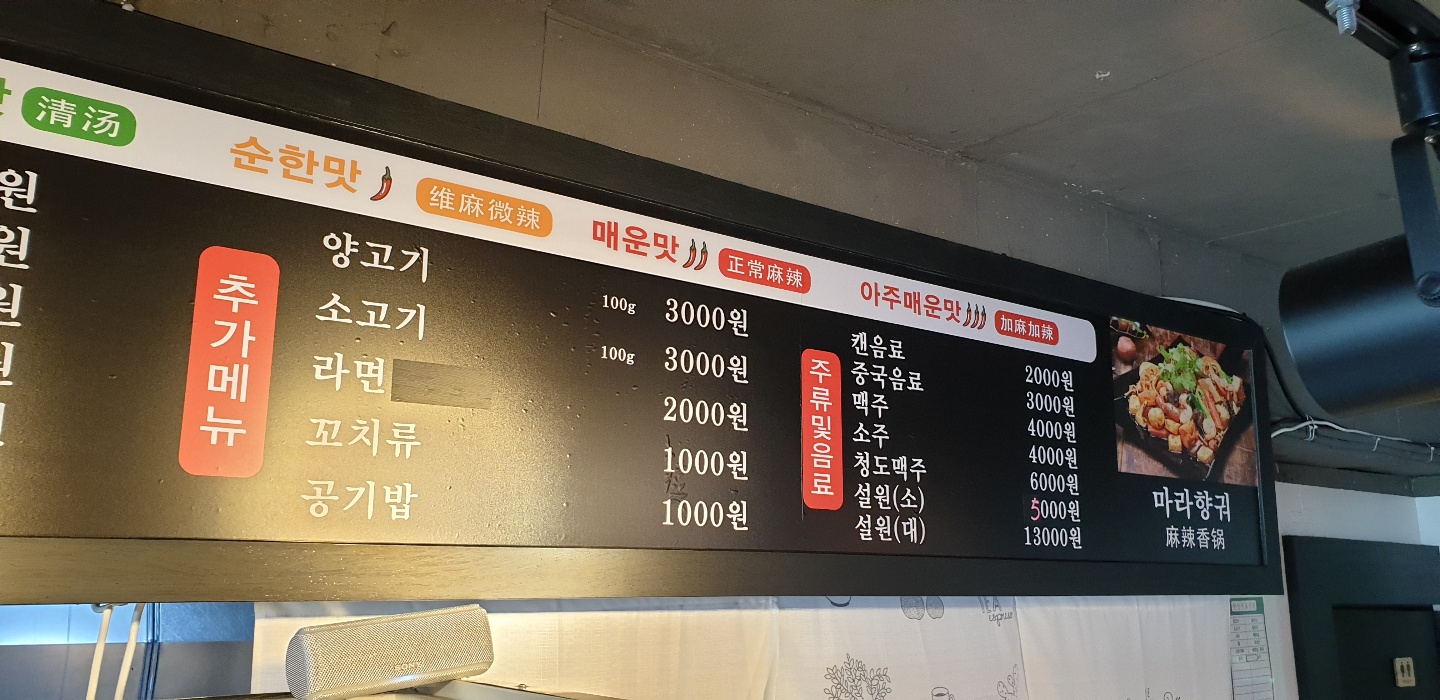 清汤
순한맛 维麻微辣
매운맛 正常麻辣
아주매운맛 加麻加辣
원
원
원
원
추가메뉴
양고기 100g 3000원
소고기 100g 3000원
라면 2000원
꼬치류 1000원
공기밥 1000원
주류및음료
캔음료 2000원
중국음료 3000원
맥주 4000원
소주 4000원
청도맥주 6000원
설원(소) 5000원
설원(대) 13000원
마라향궈
麻辣香锅
SONY
TEA